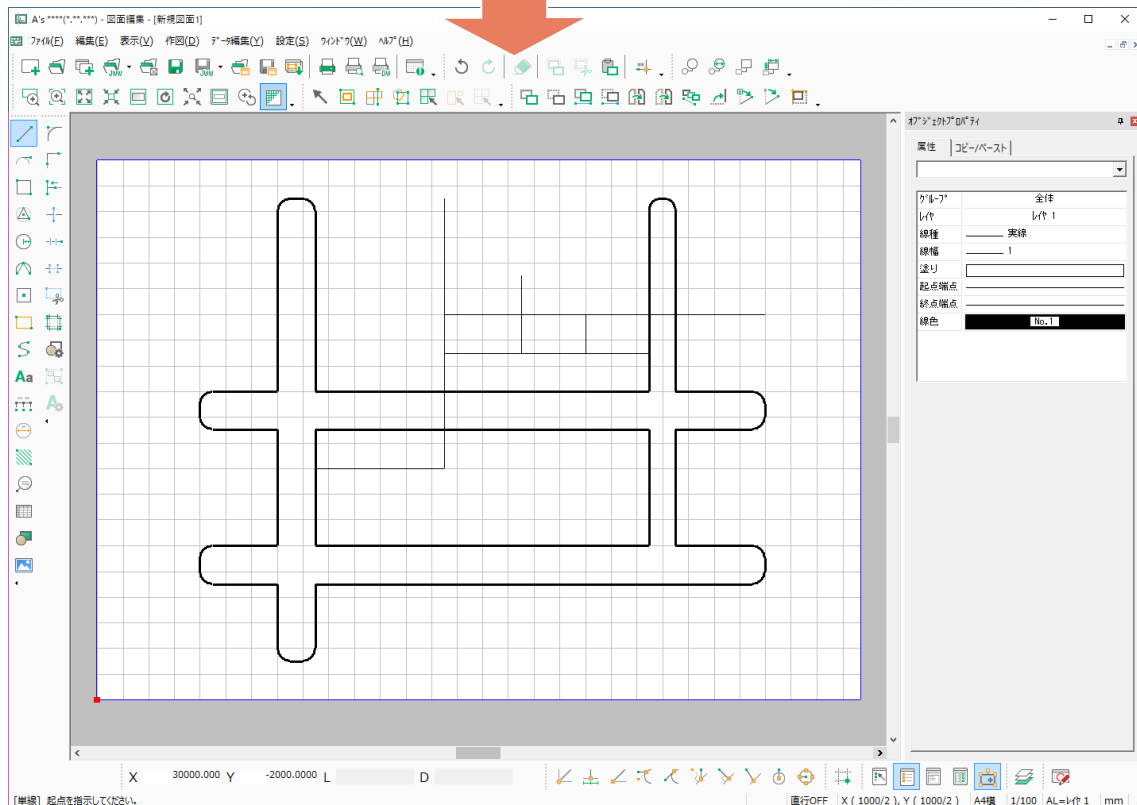 A's ****(*.**.***) - 図面編集 - [新規図面1]
ﾌｧｲﾙ(F) 編集(E) 表示(V) 作図(D) ﾃﾞｰﾀ編集(Y) 設定(S) ｳｨﾝﾄﾞｳ(W) ﾍﾙﾌﾟ(H)
JWW JWW DV
ｵﾌﾞｼﾞｪｸﾄﾌﾟﾛﾊﾟﾃｨ
属性 ｺﾋﾟｰ/ﾍﾟｰｽﾄ
ｸﾞﾙｰﾌﾟ 全体
ﾚｲﾔ ﾚｲﾔ 1
線種 実線
線幅 1
塗り
起点端点
終点端点
線色 No.1
Aa A
X 30000.000 Y -2000.0000 L D
[単線] 起点を指示してください。 直行OFF X ( 1000/2 ), Y ( 1000/2 ) A4横 1/100 AL=ﾚｲﾔ 1 mm